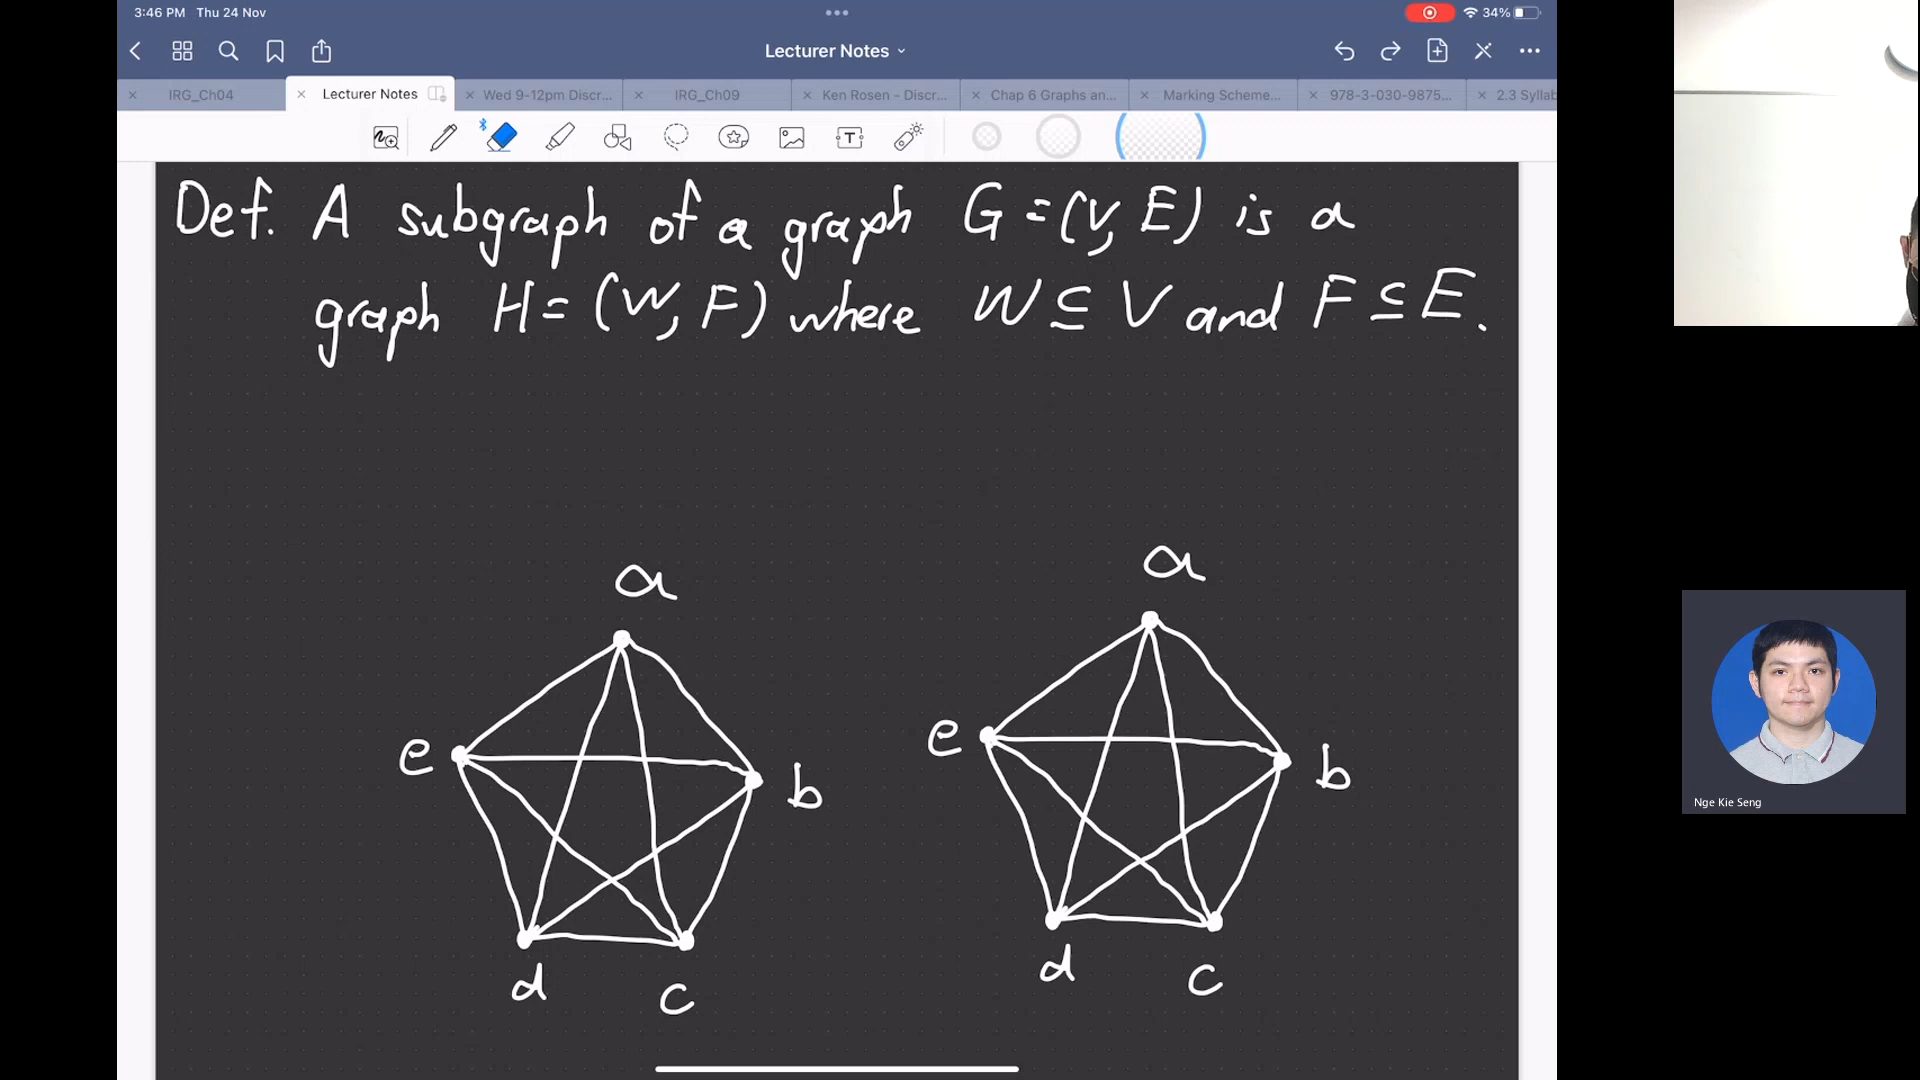 3:46 PM Thu 24 Nov
34%
Lecturer Notes
IRG_Ch04
Lecturer Notes
Wed 9-12pm Discr...
IRG_Ch09
Ken Rosen - Discr...
Chap 6 Graphs an...
Marking Scheme...
978-3-030-9875...
2.3 Syllab
Def. A subgraph of a graph G = (V, E) is a
graph H = (W, F) where W ⊆ V and F ⊆ E.
a a
e b e b
d c d c
Nge Kie Seng